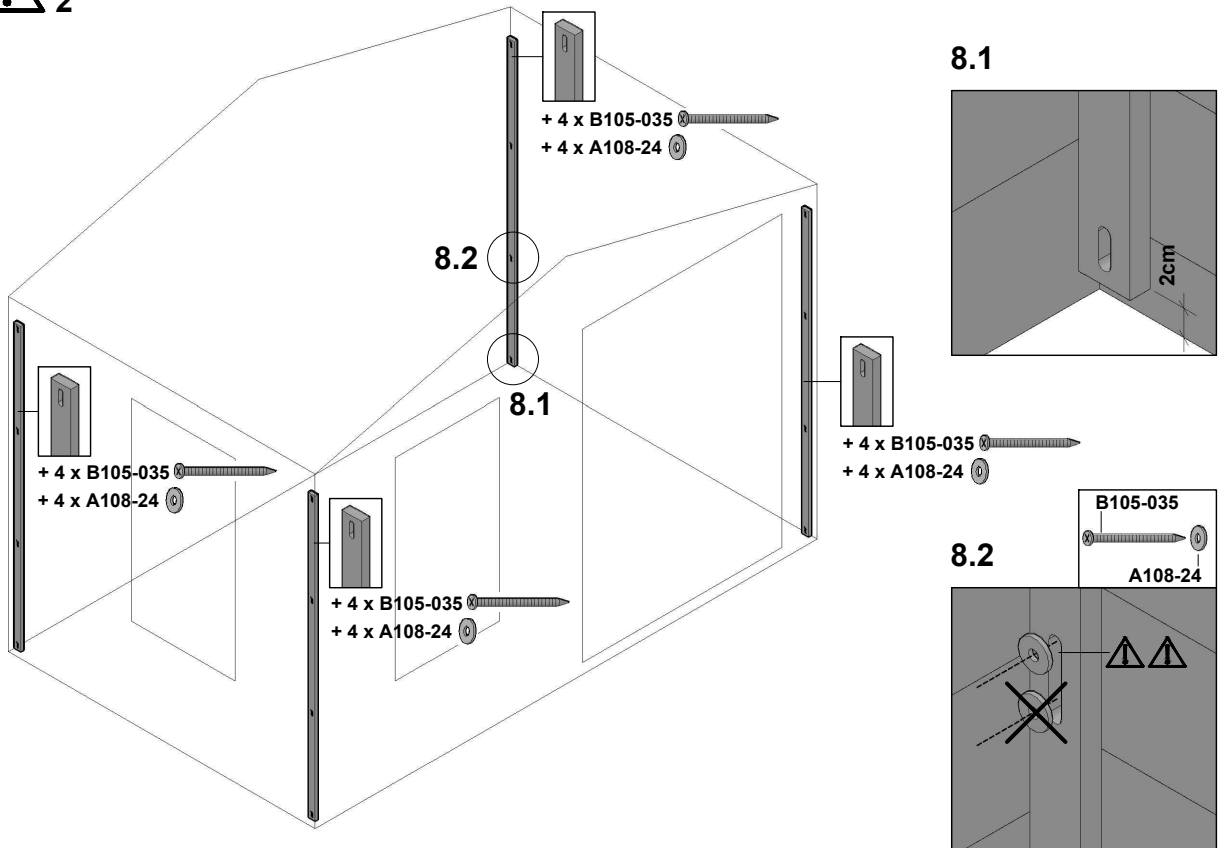 2
8.1
+ 4 x B105-035
+ 4 x A108-24
8.2
2cm
8.1
+ 4 x B105-035
+ 4 x A108-24
+ 4 x B105-035
+ 4 x A108-24
B105-035
8.2
A108-24
+ 4 x B105-035
+ 4 x A108-24